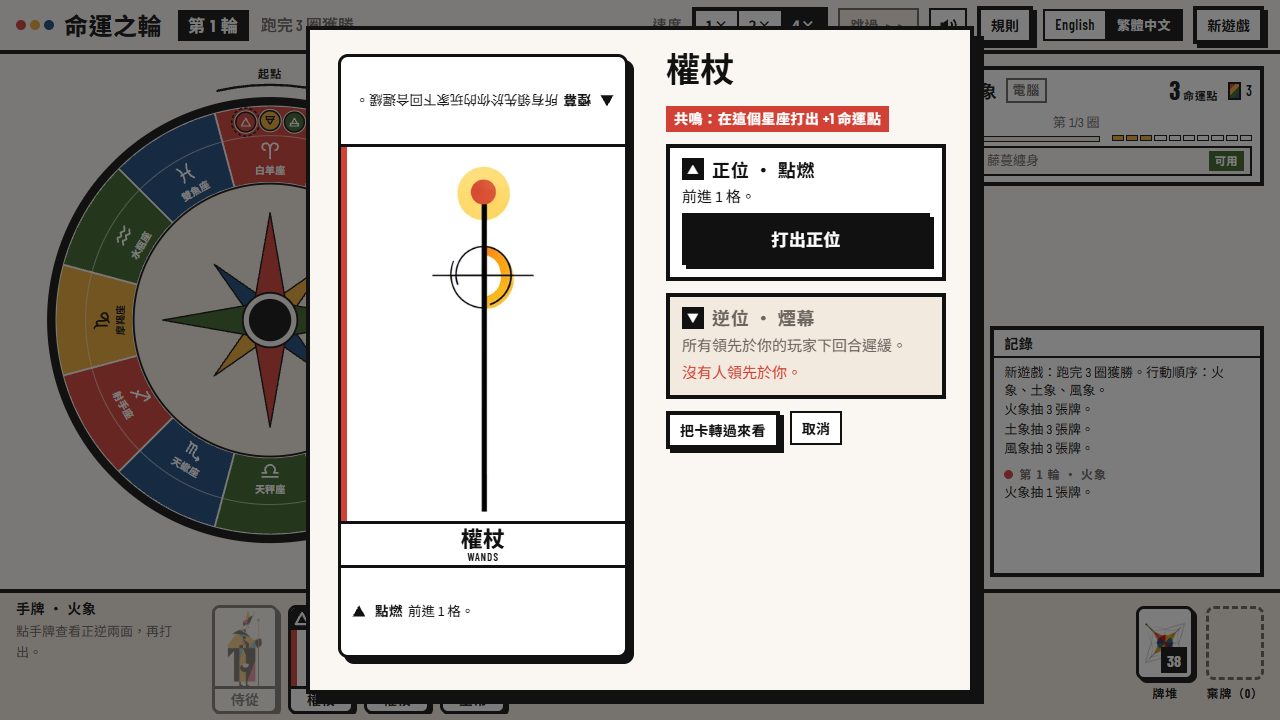 命運之輪
第 1 輪
跑完 3 圈獲勝
速度
規則
English
繁體中文
新遊戲
起點
白羊座
雙魚座
水瓶座
摩羯座
射手座
天蠍座
天秤座
▼ 煙幕 所有領先於你的玩家下回合遲緩。
權杖
WANDS
▲ 點燃 前進 1 格。
權杖
共鳴：在這個星座打出 +1 命運點
▲ 正位 · 點燃
前進 1 格。
打出正位
▼ 逆位 · 煙幕
所有領先於你的玩家下回合遲緩。
沒有人領先於你。
把卡轉過來看
取消
象
電腦
3 命運點
3
第 1/3 圈
藤蔓纏身
可用
記錄
新遊戲：跑完 3 圈獲勝。行動順序：火
象、土象、風象。
火象抽 3 張牌。
土象抽 3 張牌。
風象抽 3 張牌。
第 1 輪 · 火象
火象抽 1 張牌。
手牌 · 火象
點手牌查看正逆兩面，再打
出。
侍從
38
牌堆
棄牌（0）